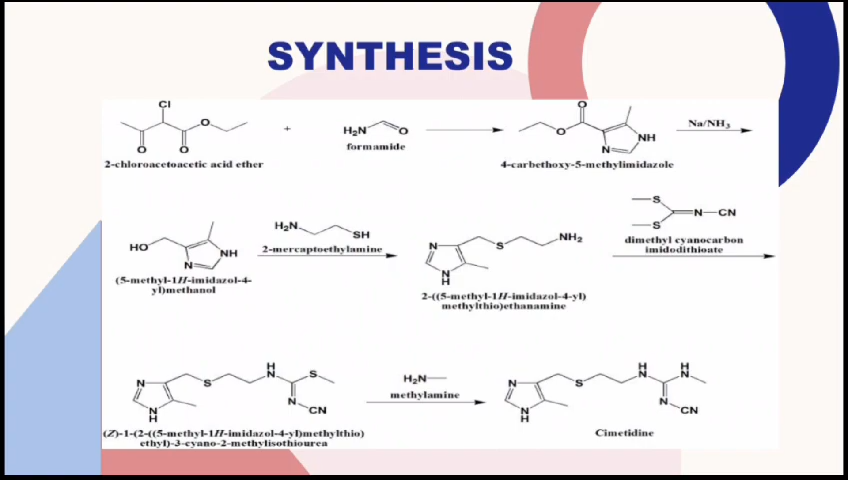 SYNTHESIS
Cl
O
O
O
2-chloroacetoacetic acid ether
+
H₂N
O
formamide
O
O
N
NH
4-carbethoxy-5-methylimidazole
Na/NH₃
HO
N
NH
(5-methyl-1H-imidazol-4-
yl)methanol
H₂N
SH
2-mercaptoethylamine
N
N
H
S
NH₂
2-((5-methyl-1H-imidazol-4-yl)
methylthio)ethanamine
S
S
N
CN
dimethyl cyanocarbon
imidodithioate
N
N
H
S
H
N
S
N
CN
(Z)-1-(2-((5-methyl-1H-imidazol-4-yl)methylthio)
ethyl)-3-cyano-2-methylisothiourea
H₂N
methylamine
N
N
H
S
H
N
H
N
N
CN
Cimetidine